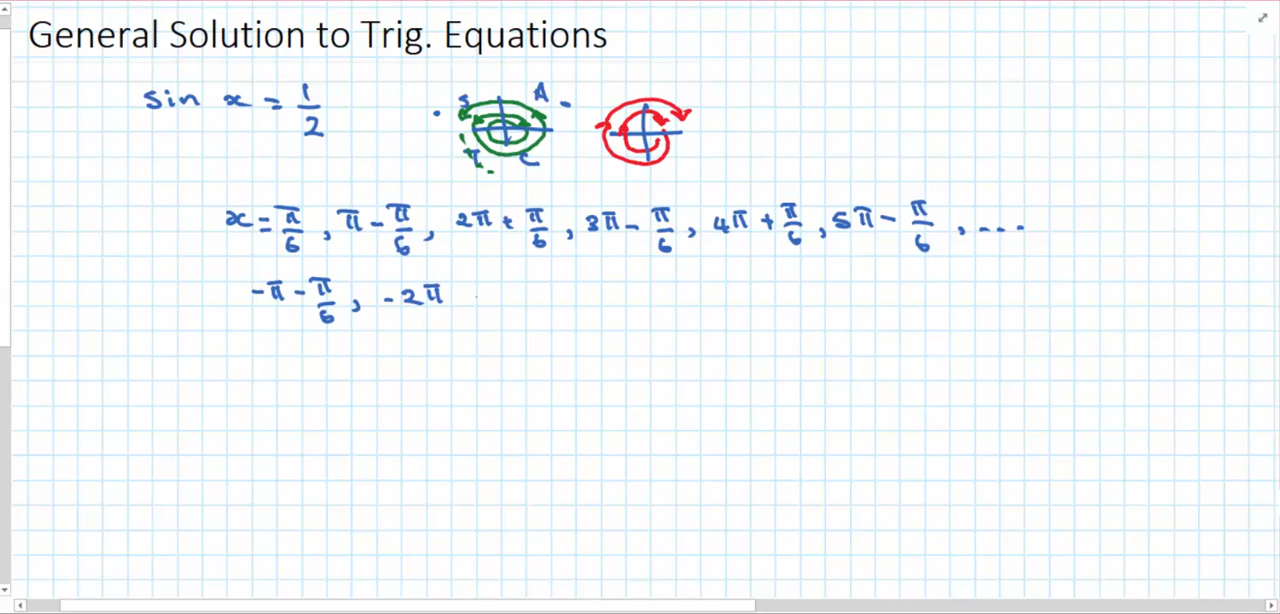 General Solution to Trig. Equations
sin x = 1/2
S A
T C
x = π/6, π - π/6, 2π + π/6, 3π - π/6, 4π + π/6, 5π - π/6, ....
-π - π/6, -2π